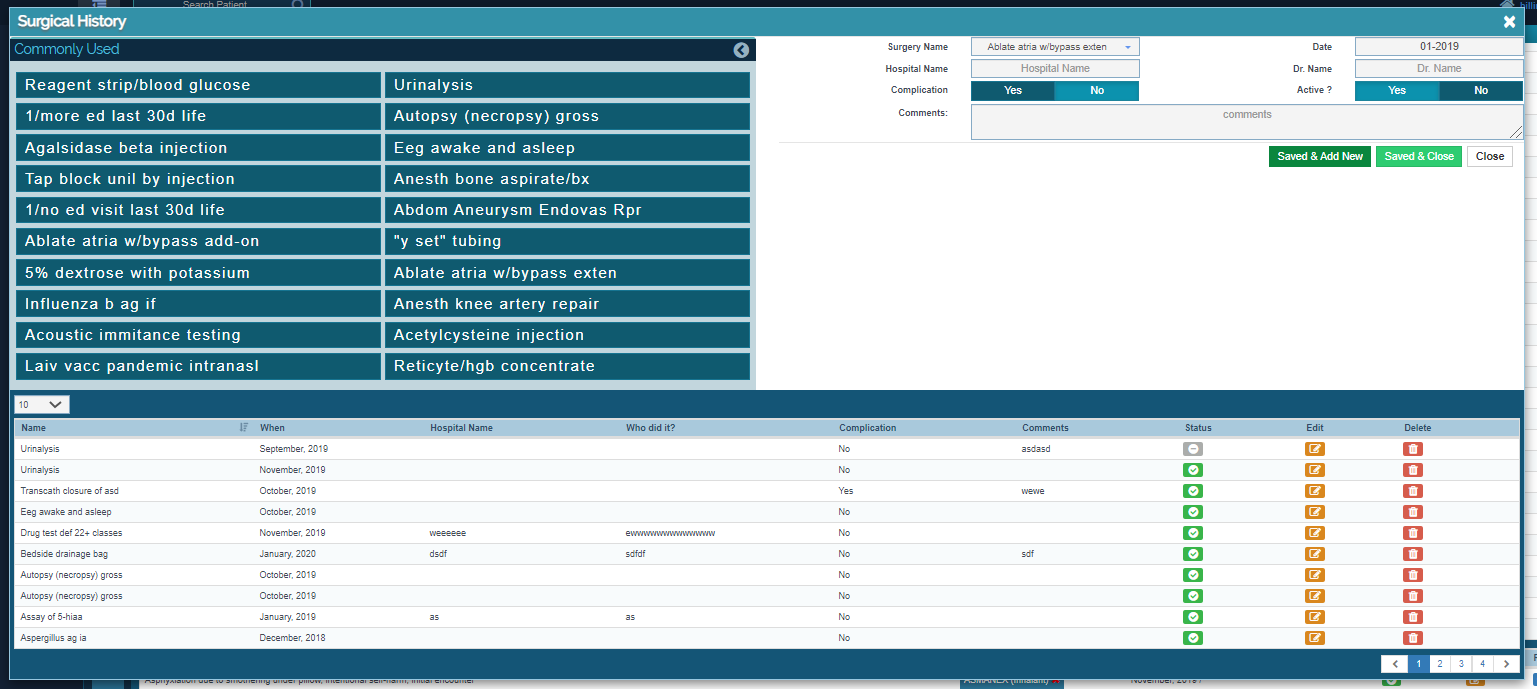 Search Patient
Surgical History
Commonly Used
Reagent strip/blood glucose
Urinalysis
1/more ed last 30d life
Autopsy (necropsy) gross
Agalsidase beta injection
Eeg awake and asleep
Tap block unil by injection
Anesth bone aspirate/bx
1/no ed visit last 30d life
Abdom Aneurysm Endovas Rpr
Ablate atria w/bypass add-on
"y set" tubing
5% dextrose with potassium
Ablate atria w/bypass exten
Influenza b ag if
Anesth knee artery repair
Acoustic immitance testing
Acetylcysteine injection
Laiv vacc pandemic intranasl
Reticyte/hgb concentrate
Surgery Name Ablate atria w/bypass exten Date 01-2019
Hospital Name Hospital Name Dr. Name Dr. Name
Complication Yes No Active ? Yes No
Comments: comments
Saved & Add New Saved & Close Close
10
Name When Hospital Name Who did it? Complication Comments Status Edit Delete
Urinalysis September, 2019 No asdasd
Urinalysis November, 2019 No
Transcath closure of asd October, 2019 Yes wewe
Eeg awake and asleep October, 2019 No
Drug test def 22+ classes November, 2019 weeeeee ewwwwwwwwwwwww No
Bedside drainage bag January, 2020 dsdf sdfdf No sdf
Autopsy (necropsy) gross October, 2019 No
Autopsy (necropsy) gross October, 2019 No
Assay of 5-hiaa January, 2019 as as No
Aspergillus ag ia December, 2018 No
1 2 3 4
Asphyxiation due to smothering under pillow, intentional self-harm, initial encounter ASMANEX (Inhalant) November, 2019 /